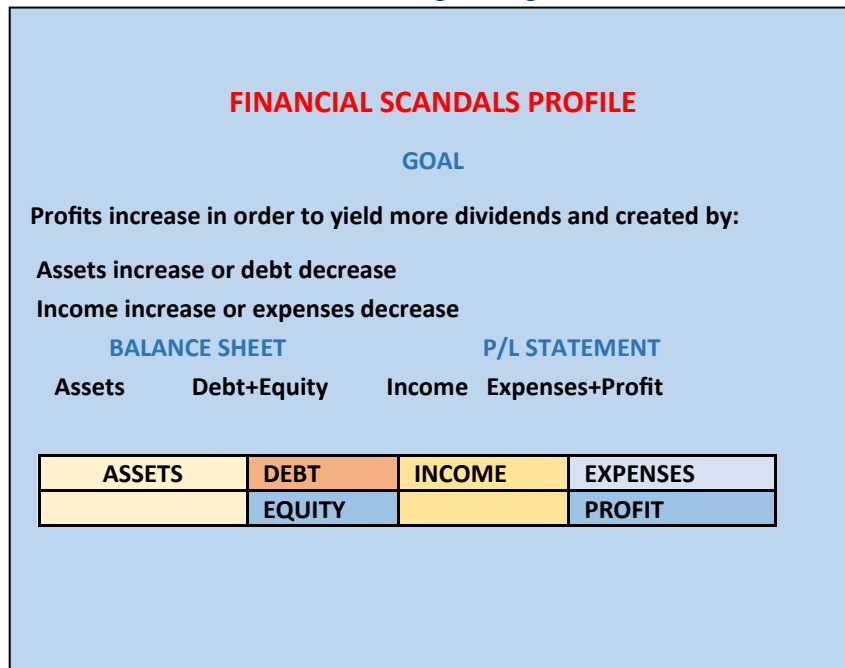 FINANCIAL SCANDALS PROFILE
GOAL
Profits increase in order to yield more dividends and created by:
Assets increase or debt decrease
Income increase or expenses decrease
BALANCE SHEET P/L STATEMENT
Assets Debt+Equity Income Expenses+Profit
ASSETS DEBT INCOME EXPENSES
EQUITY PROFIT